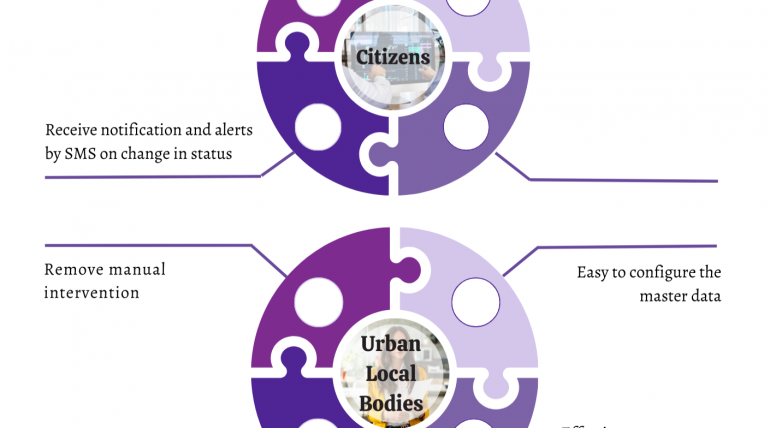 Citizens
Receive notification and alerts
by SMS on change in status
Remove manual
intervention
Easy to configure the
master data
Urban
Local
Bodies